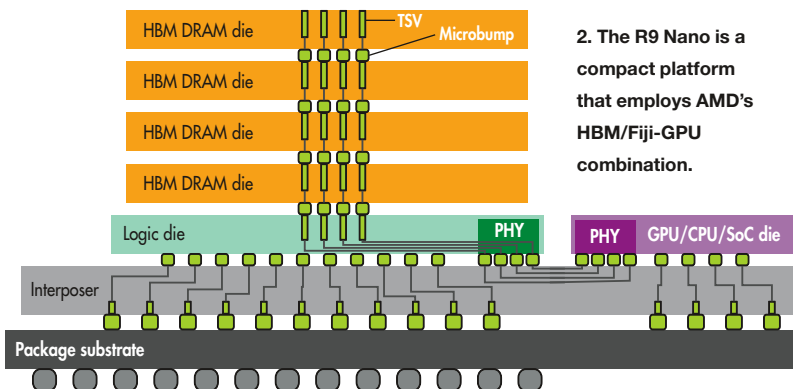 HBM DRAM die
TSV
Microbump
HBM DRAM die
HBM DRAM die
HBM DRAM die
Logic die
PHY
PHY
GPU/CPU/SoC die
Interposer
Package substrate
2. The R9 Nano is a
compact platform
that employs AMD’s
HBM/Fiji-GPU
combination.